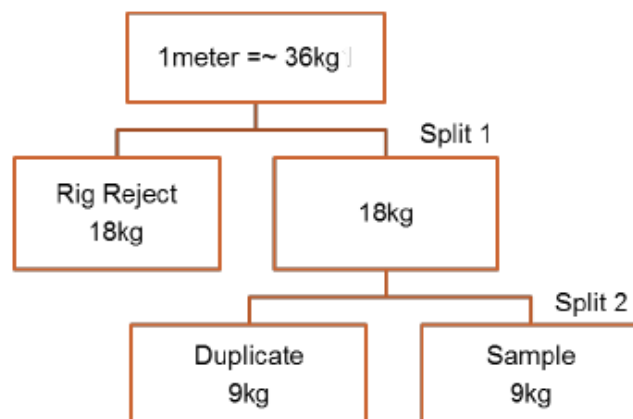 1meter =~ 36kg
Split 1
Rig Reject
18kg
18kg
Split 2
Duplicate
9kg
Sample
9kg